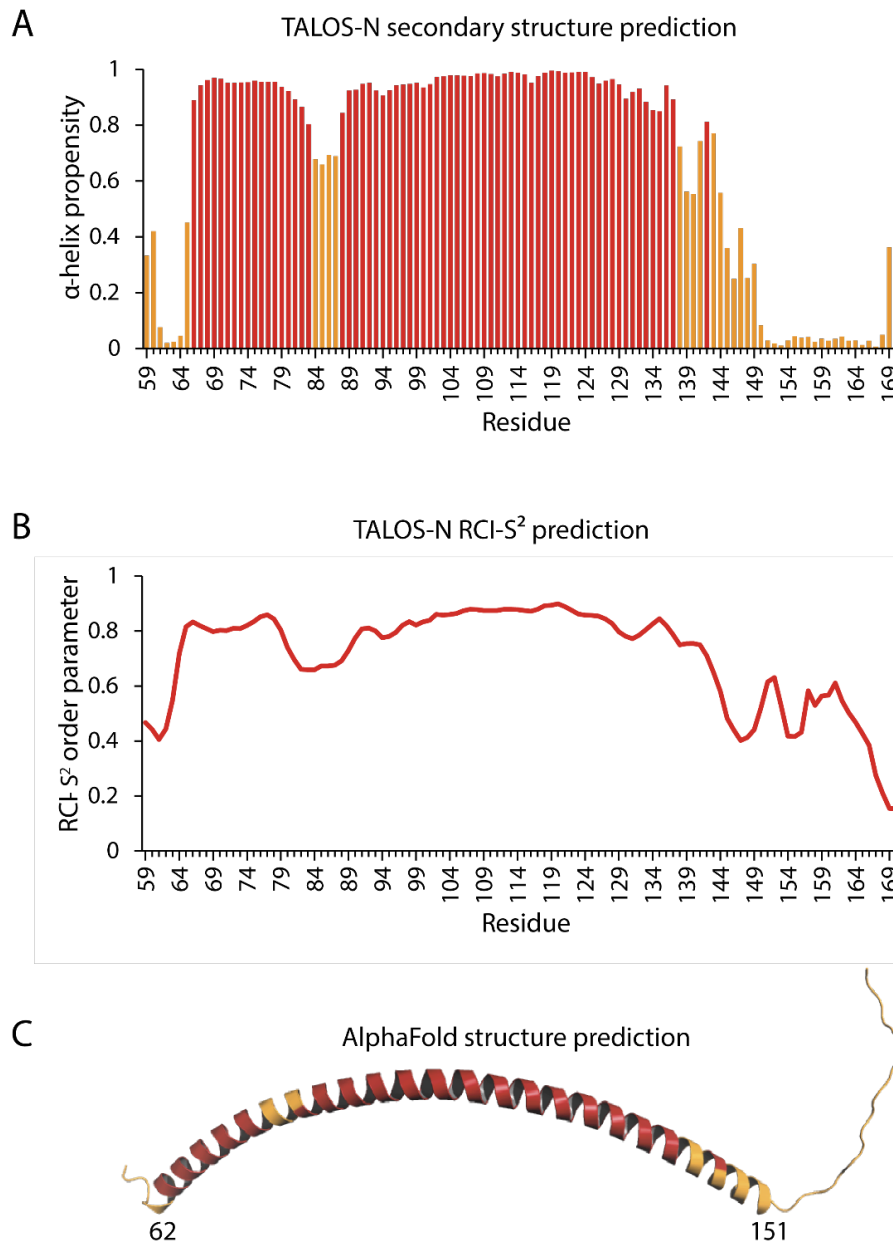 A
TALOS-N secondary structure prediction
α-helix propensity
1
0.8
0.6
0.4
0.2
0
59 64 69 74 79 84 89 94 99 104 109 114 119 124 129 134 139 144 149 154 159 164 169
Residue
B
TALOS-N RCI-S² prediction
RCI- S² order parameter
1
0.8
0.6
0.4
0.2
0
59 64 69 74 79 84 89 94 99 104 109 114 119 124 129 134 139 144 149 154 159 164 169
Residue
C
AlphaFold structure prediction
62
151